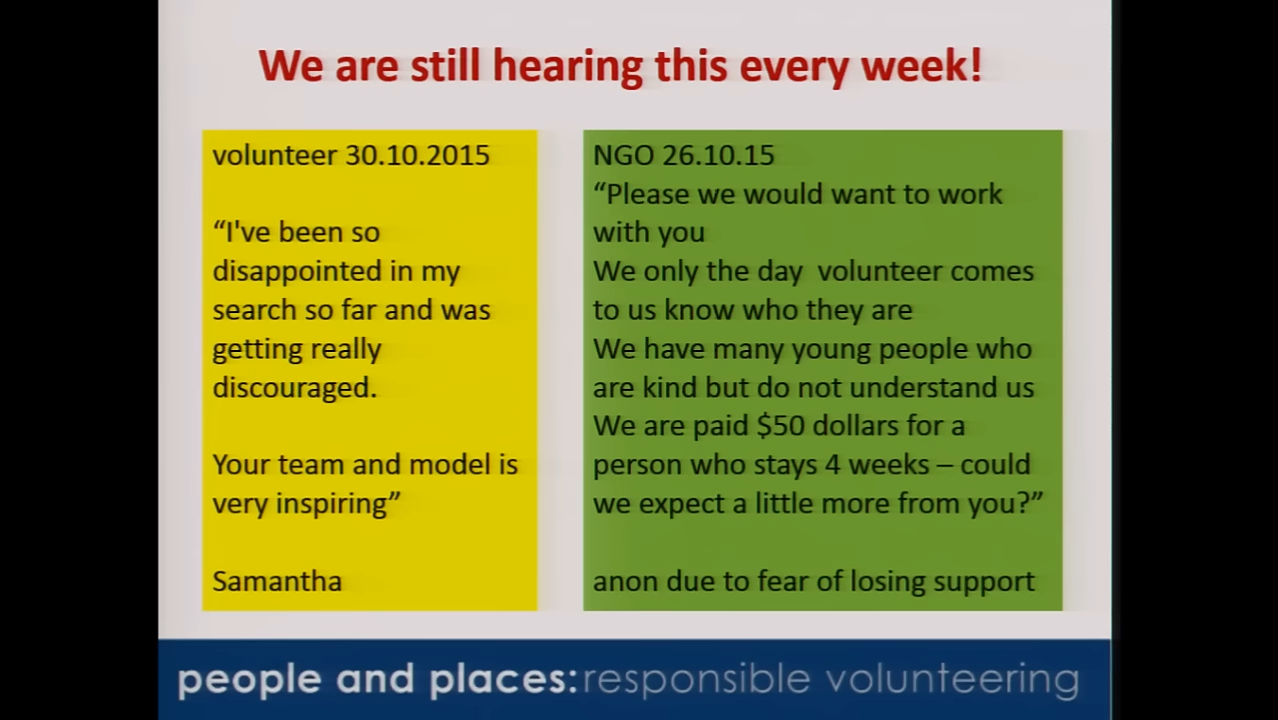 We are still hearing this every week!
volunteer 30.10.2015
“I've been so
disappointed in my
search so far and was
getting really
discouraged.
Your team and model is
very inspiring”
Samantha
NGO 26.10.15
“Please we would want to work
with you
We only the day volunteer comes
to us know who they are
We have many young people who
are kind but do not understand us
We are paid $50 dollars for a
person who stays 4 weeks – could
we expect a little more from you?”
anon due to fear of losing support
people and places: responsible volunteering